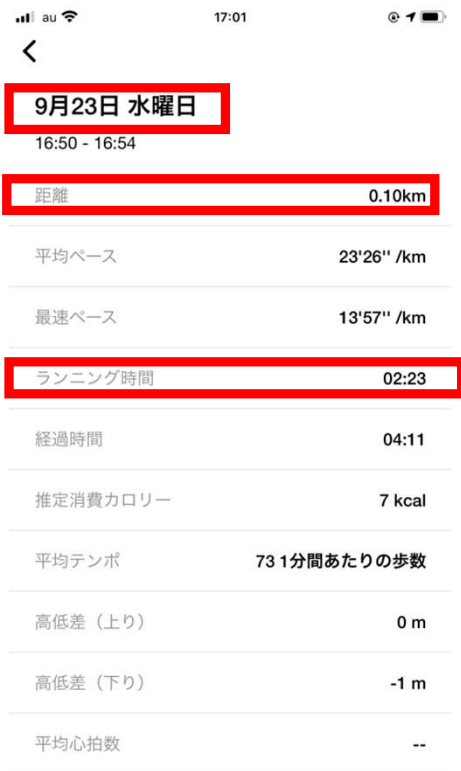 au 17:01
9月23日 水曜日
16:50 - 16:54
距離 0.10km
平均ペース 23'26'' /km
最速ペース 13'57'' /km
ランニング時間 02:23
経過時間 04:11
推定消費カロリー 7 kcal
平均テンポ 73 1分間あたりの歩数
高低差（上り） 0 m
高低差（下り） -1 m
平均心拍数 --